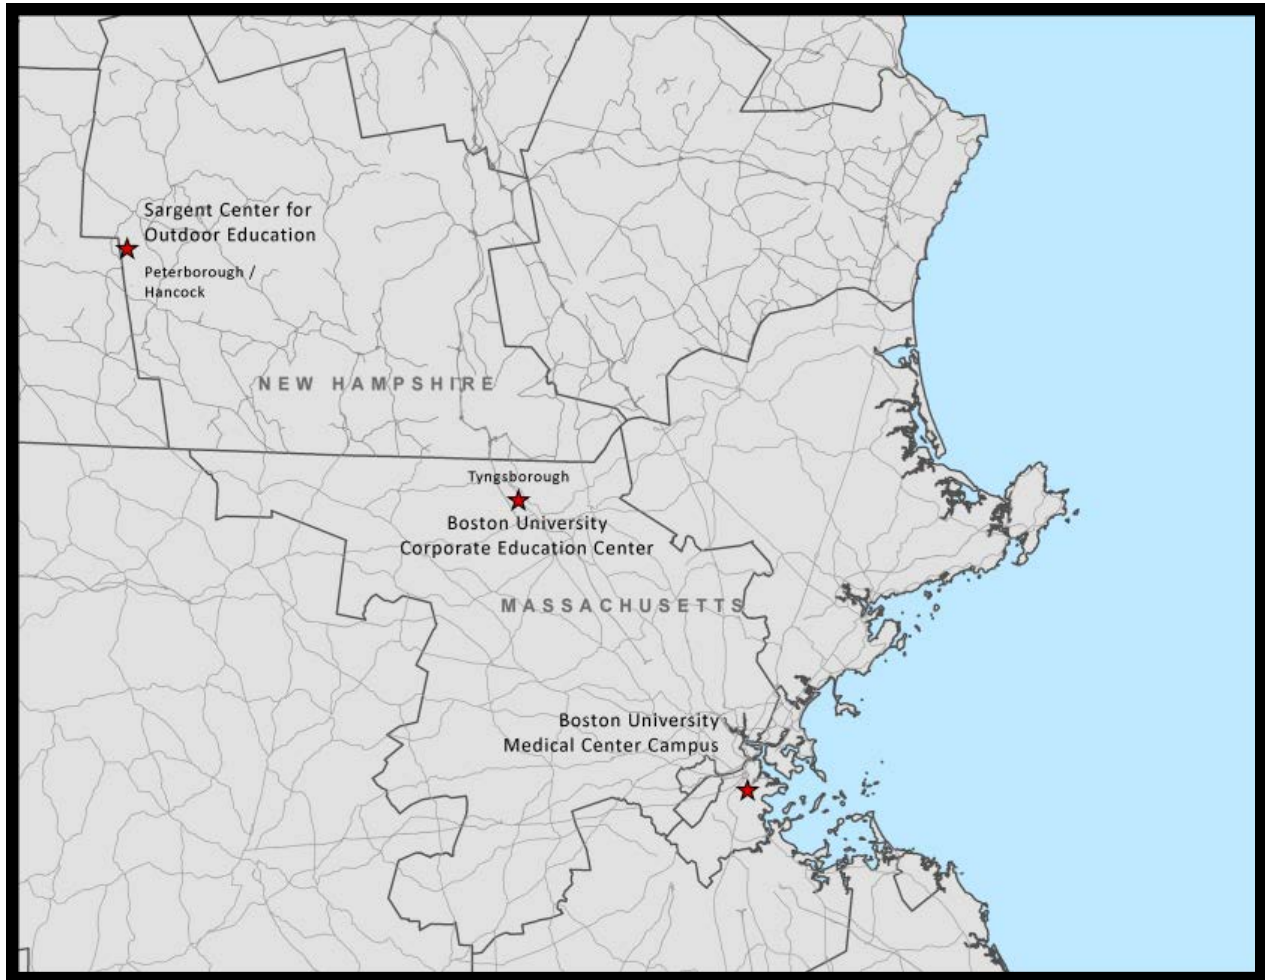 Sargent Center for
Outdoor Education
Peterborough /
Hancock
NEW HAMPSHIRE
Tyngsborough
Boston University
Corporate Education Center
MASSACHUSETTS
Boston University
Medical Center Campus